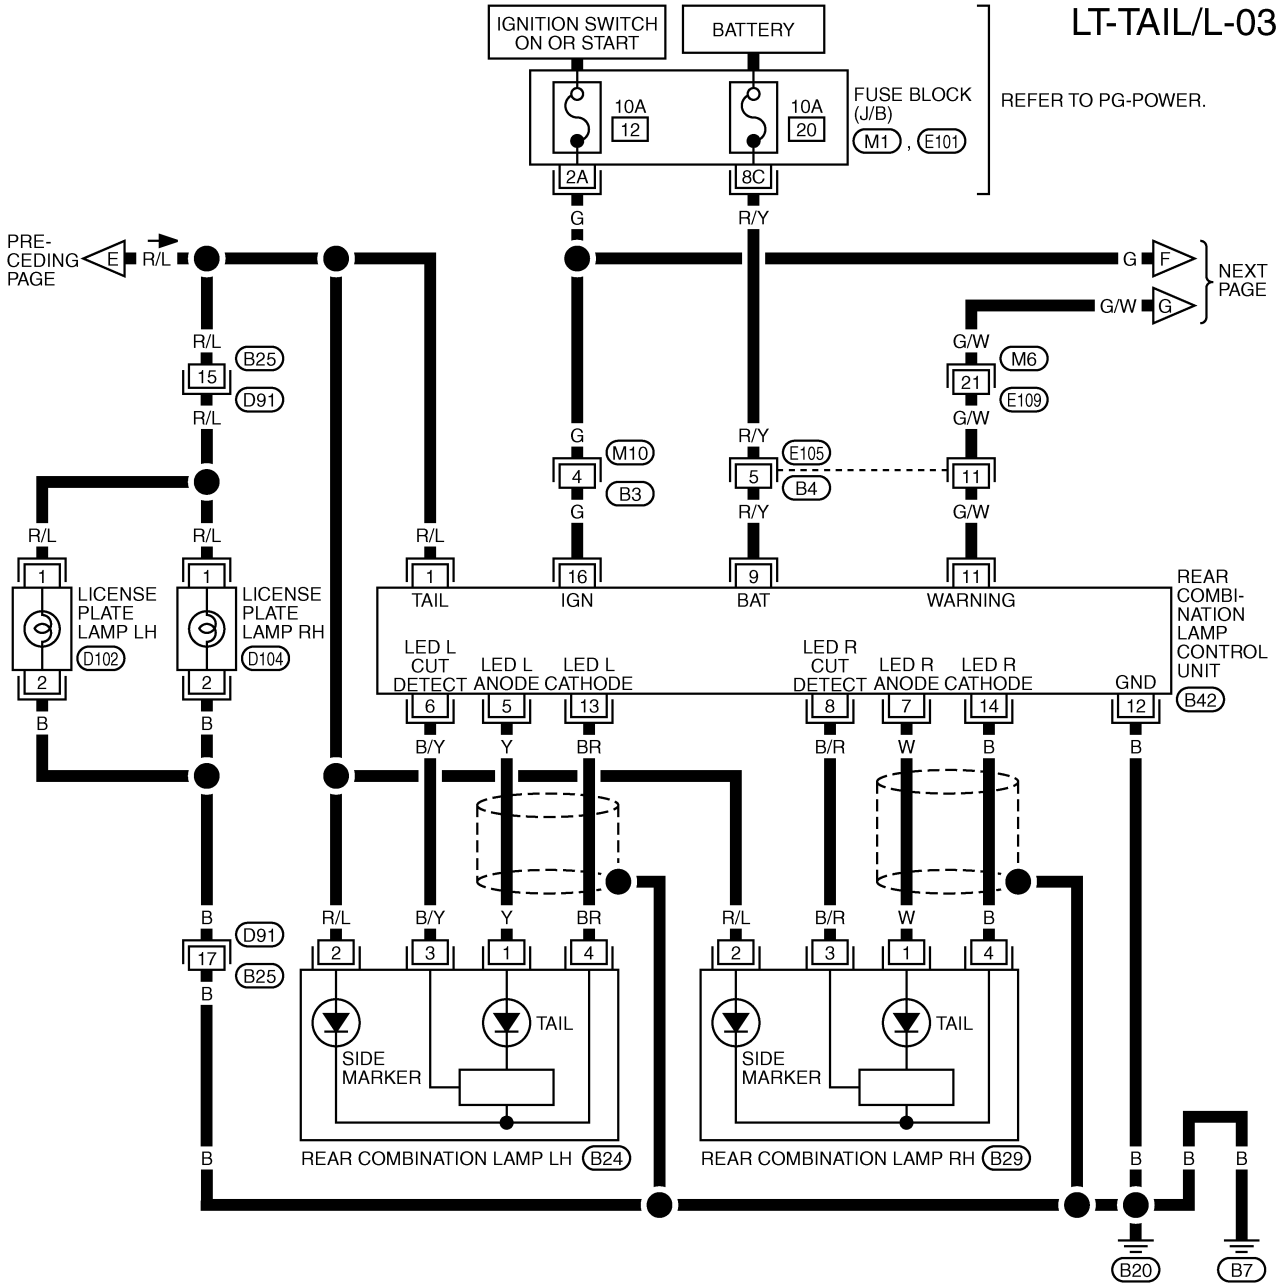 LT-TAIL/L-03
IGNITION SWITCH
ON OR START
BATTERY
10A
12
10A
20
FUSE BLOCK
(J/B)
M1 , E101
REFER TO PG-POWER.
2A
8C
G
R/Y
PRE-
CEDING
PAGE
E
R/L
G
F
NEXT
PAGE
G/W
G
R/L
B25
15
D91
R/L
G/W
M6
21
E109
G/W
G
M10
4
B3
G
R/Y
E105
5
B4
R/Y
11
G/W
R/L
R/L
R/L
1
1
1
16
9
11
LICENSE
PLATE
LAMP LH
D102
LICENSE
PLATE
LAMP RH
D104
TAIL
IGN
BAT
WARNING
REAR
COMBI-
NATION
LAMP
CONTROL
UNIT
B42
LED L
CUT
DETECT
LED L
ANODE
LED L
CATHODE
LED R
CUT
DETECT
LED R
ANODE
LED R
CATHODE
GND
2
2
6
5
13
8
7
14
12
B
B
B/Y
Y
BR
B/R
W
B
B
B
R/L
B/Y
Y
BR
R/L
B/R
W
B
D91
17
B25
B
2
3
1
4
2
3
1
4
TAIL
SIDE
MARKER
TAIL
SIDE
MARKER
REAR COMBINATION LAMP LH
B24
REAR COMBINATION LAMP RH
B29
B
B
B
B
B20
B7